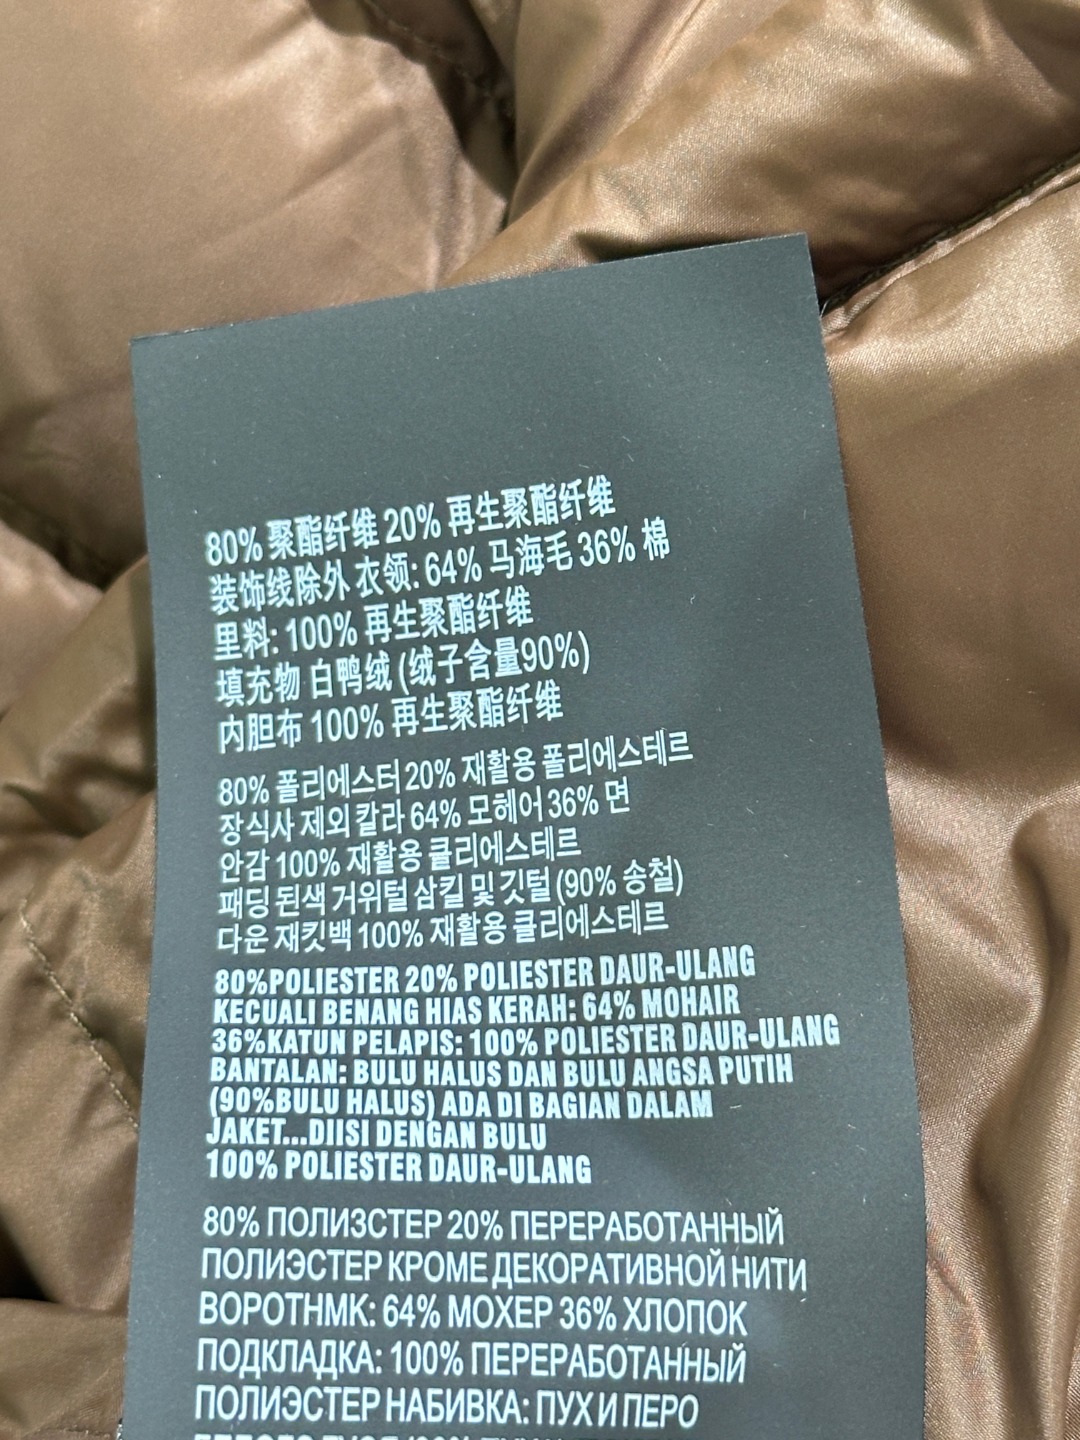 80% 聚酯纤维 20% 再生聚酯纤维
装饰线除外 衣领: 64% 马海毛 36% 棉
里料: 100% 再生聚酯纤维
填充物 白鸭绒 (绒子含量90%)
内胆布 100% 再生聚酯纤维
80% 폴리에스터 20% 재활용 폴리에스테르
장식사 제외 칼라 64% 모헤어 36% 면
안감 100% 재활용 클리에스테르
패딩 된색 거위털 삼킬 및 깃털 (90% 송철)
다운 재킷백 100% 재활용 클리에스테르
80%POLIESTER 20% POLIESTER DAUR-ULANG
KECUALI BENANG HIAS KERAH: 64% MOHAIR
36%KATUN PELAPIS: 100% POLIESTER DAUR-ULANG
BANTALAN: BULU HALUS DAN BULU ANGSA PUTIH
(90%BULU HALUS) ADA DI BAGIAN DALAM
JAKET...DIISI DENGAN BULU
100% POLIESTER DAUR-ULANG
80% ПОЛИЗСТЕР 20% ПЕРЕРАБОТАННЫЙ
ПОЛИЭСТЕР КРОМЕ ДЕКОРАТИВНОЙ НИТИ
ВОРОТНМК: 64% МОХЕР 36% ХЛОПОК
ПОДКЛАДКА: 100% ПЕРЕРАБОТАННЫЙ
ПОЛИЭСТЕР НАБИВКА: ПУХ И ПЕРО